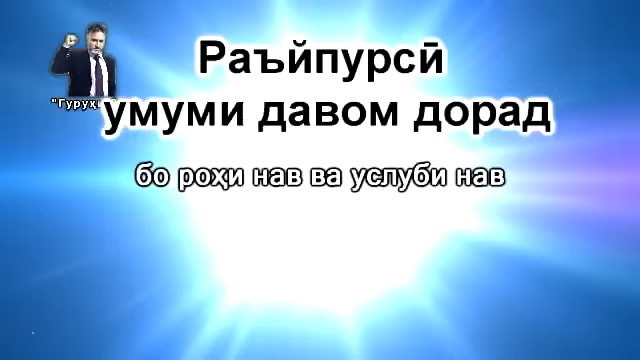 Раъйпурсӣ
умуми давом дорад
бо роҳи нав ва услуби нав